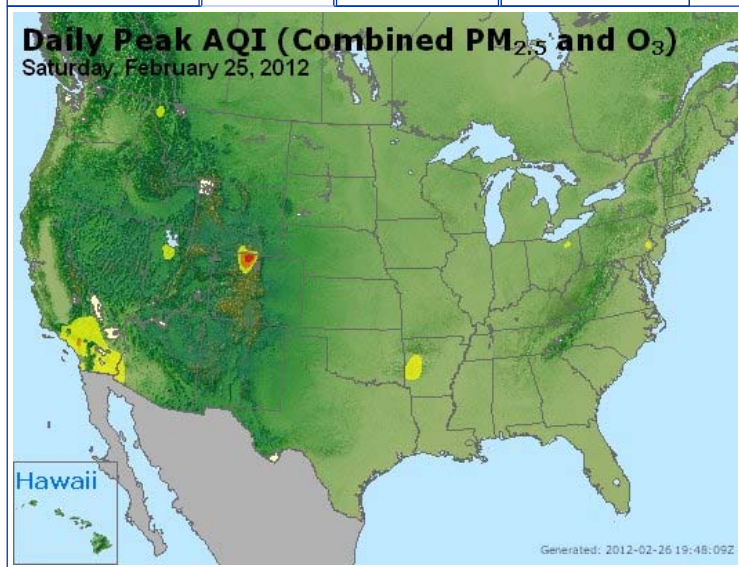 Daily Peak AQI (Combined PM2.5 and O3)
Saturday, February 25, 2012
Hawaii
Generated: 2012-02-26 19:48:09Z